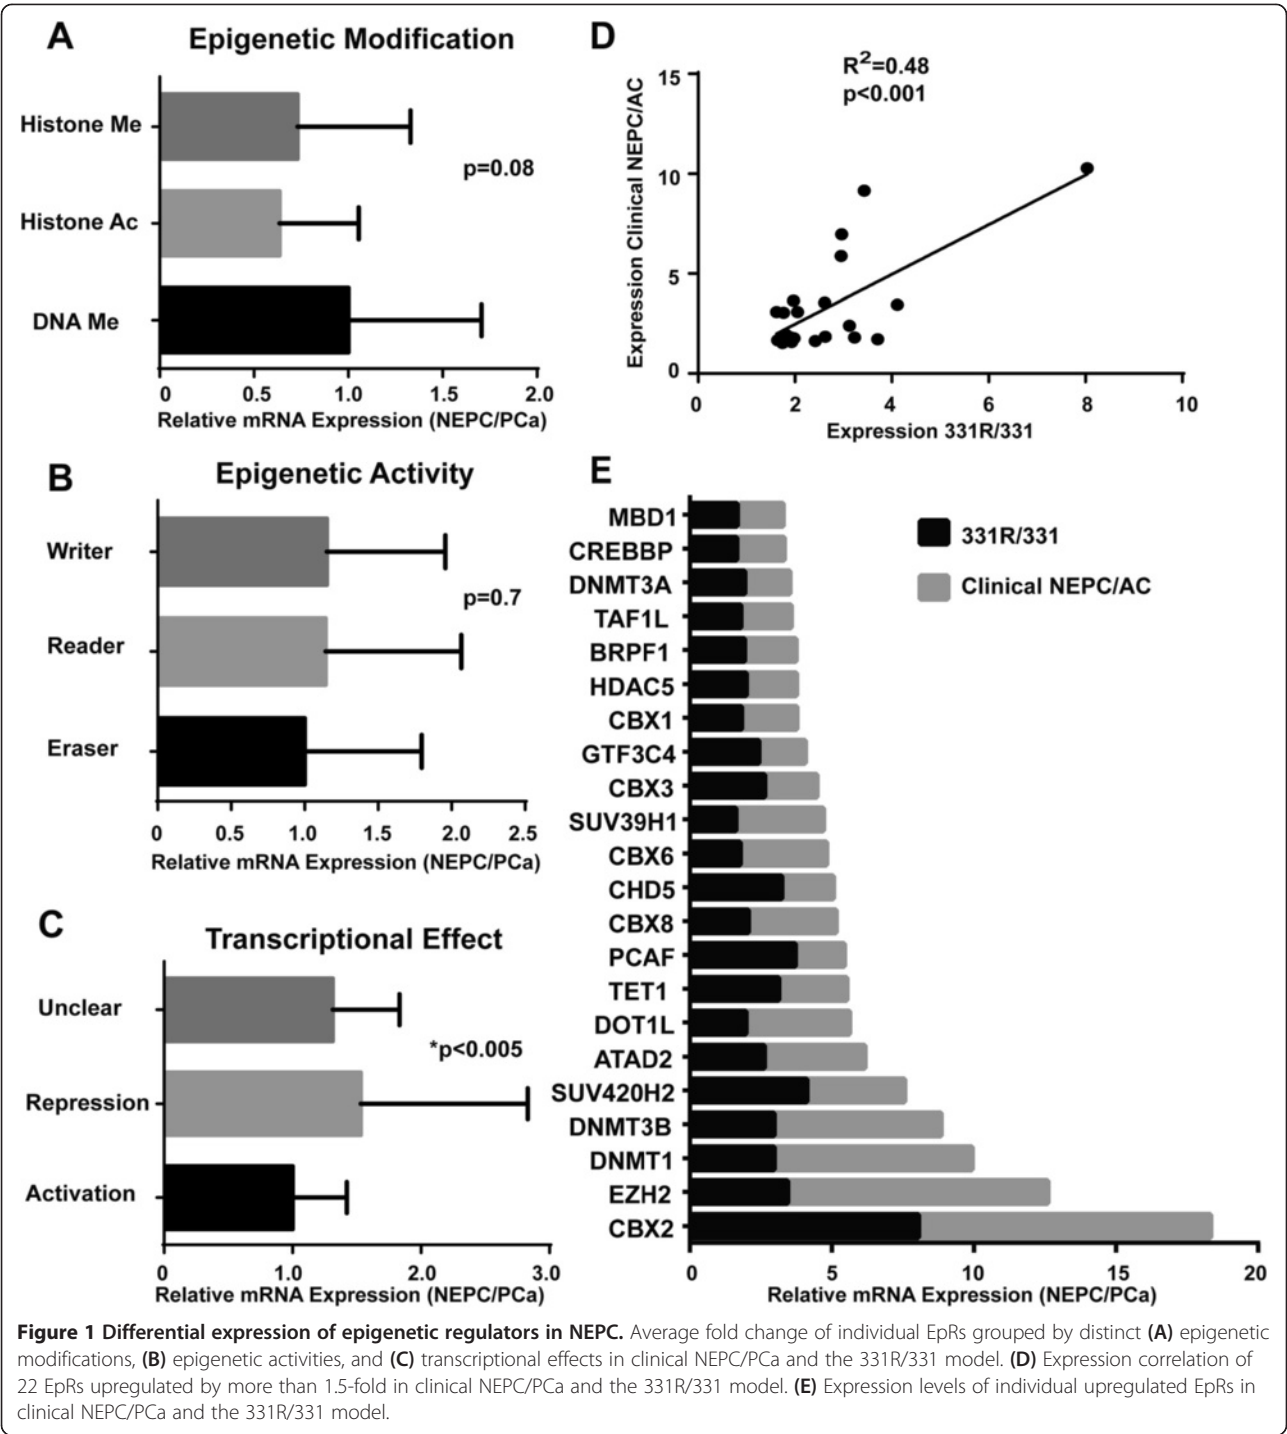 A
Epigenetic Modification
Histone Me
Histone Ac
DNA Me
p=0.08
0 0.5 1.0 1.5 2.0
Relative mRNA Expression (NEPC/PCa)
B
Epigenetic Activity
Writer
Reader
Eraser
p=0.7
0 0.5 1.0 1.5 2.0 2.5
Relative mRNA Expression (NEPC/PCa)
C
Transcriptional Effect
Unclear
Repression
Activation
*p<0.005
0 1.0 2.0 3.0
Relative mRNA Expression (NEPC/PCa)
D
R²=0.48
p<0.001
Expression Clinical NEPC/AC
15
10
5
0
0 2 4 6 8 10
Expression 331R/331
E
331R/331
Clinical NEPC/AC
MBD1
CREBBP
DNMT3A
TAF1L
BRPF1
HDAC5
CBX1
GTF3C4
CBX3
SUV39H1
CBX6
CHD5
CBX8
PCAF
TET1
DOT1L
ATAD2
SUV420H2
DNMT3B
DNMT1
EZH2
CBX2
0 5 10 15 20
Relative mRNA Expression (NEPC/PCa)
Figure 1 Differential expression of epigenetic regulators in NEPC. Average fold change of individual EpRs grouped by distinct (A) epigenetic
modifications, (B) epigenetic activities, and (C) transcriptional effects in clinical NEPC/PCa and the 331R/331 model. (D) Expression correlation of
22 EpRs upregulated by more than 1.5-fold in clinical NEPC/PCa and the 331R/331 model. (E) Expression levels of individual upregulated EpRs in
clinical NEPC/PCa and the 331R/331 model.